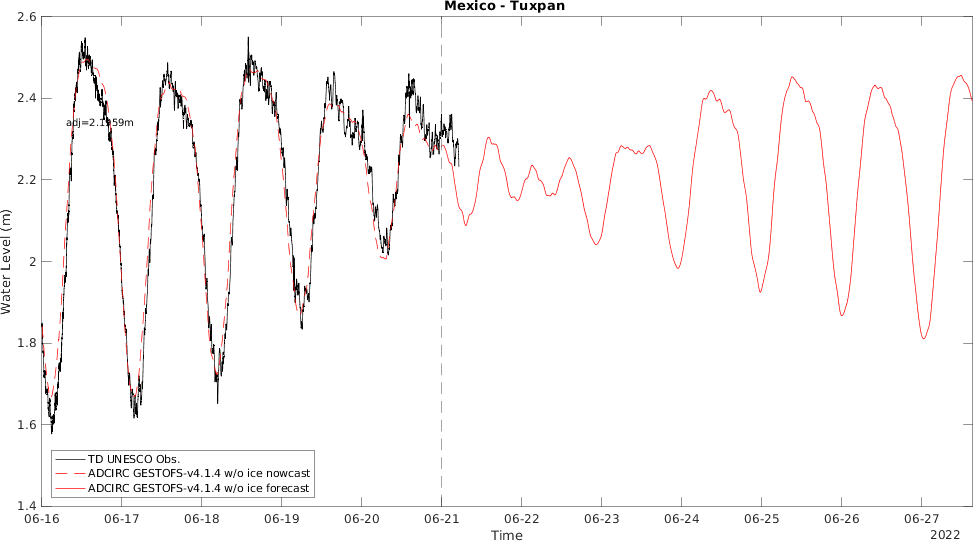 Mexico - Tuxpan
2.6
2.4
2.2
2
1.8
1.6
1.4
Water Level (m)
adj=2.1959m
TD UNESCO Obs.
ADCIRC GESTOFS-v4.1.4 w/o ice nowcast
ADCIRC GESTOFS-v4.1.4 w/o ice forecast
06-16 06-17 06-18 06-19 06-20 06-21 06-22 06-23 06-24 06-25 06-26 06-27
2022
Time